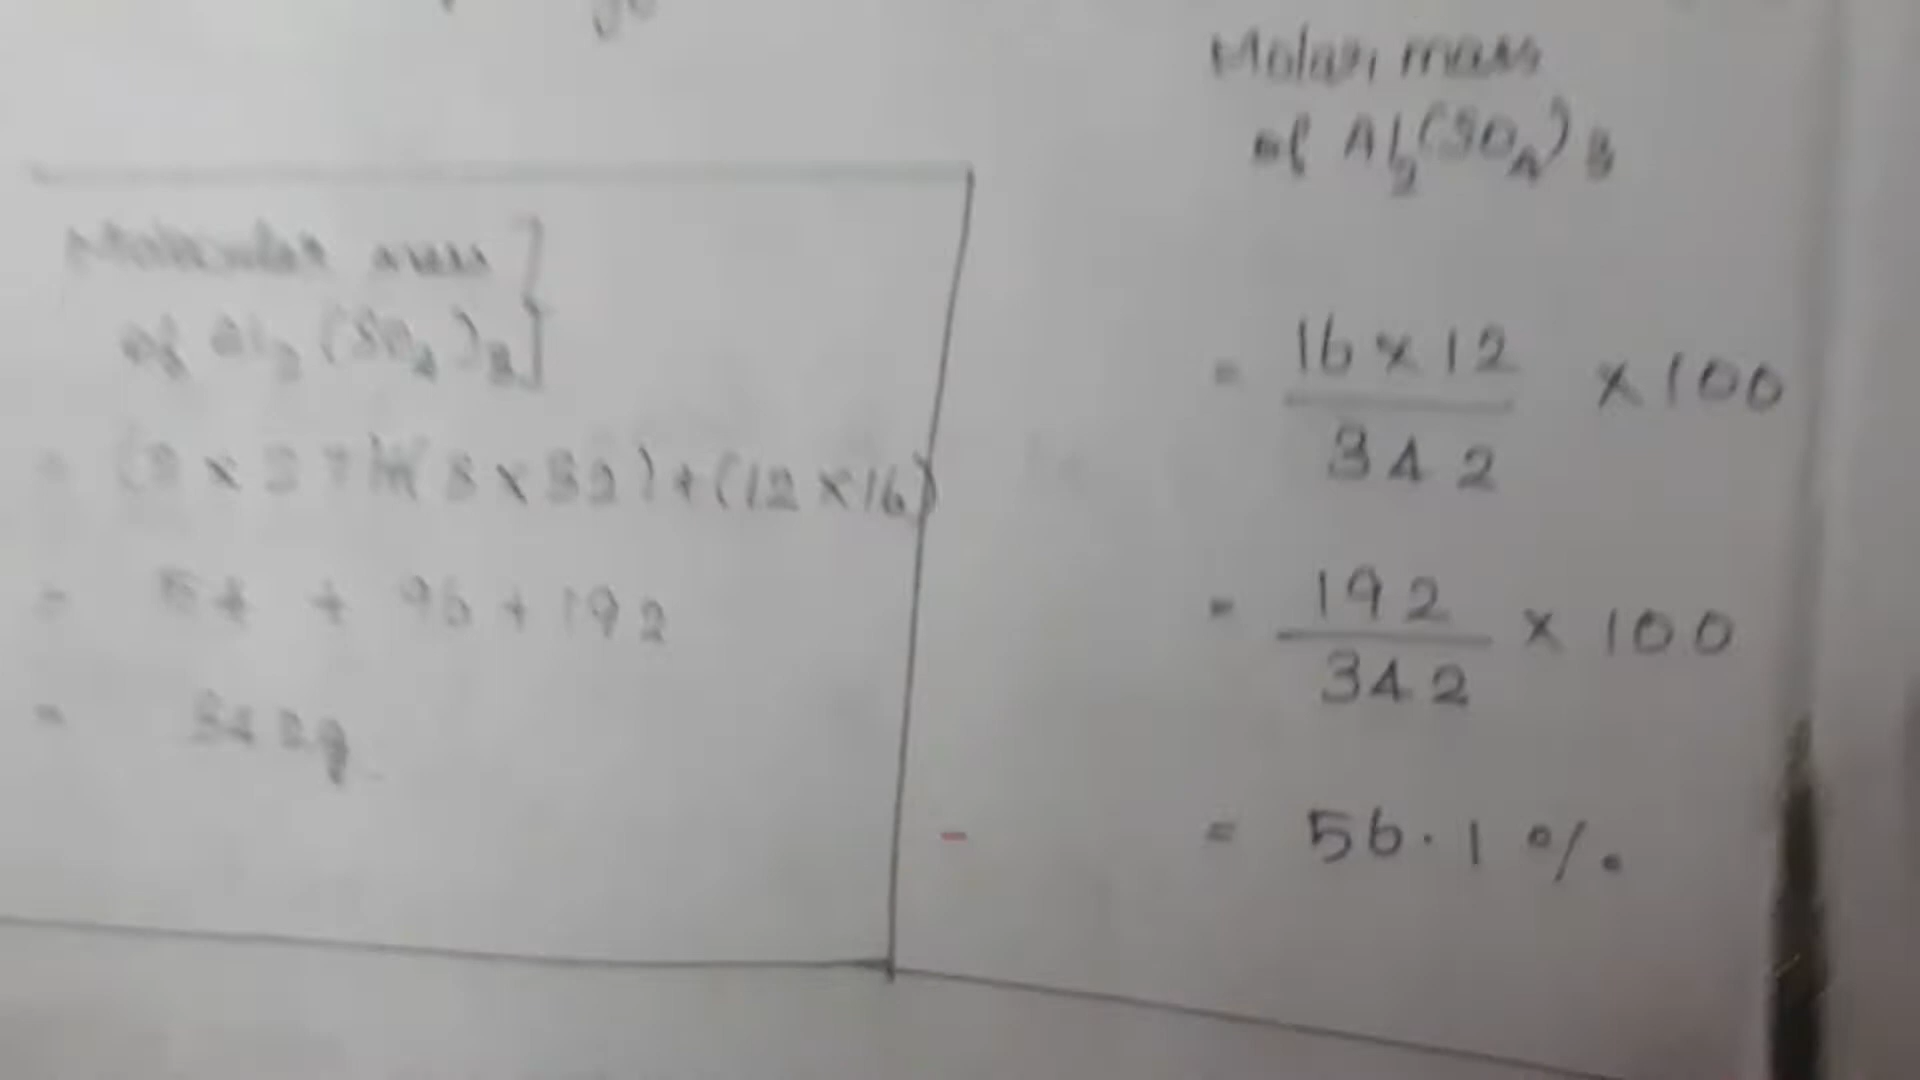 Molecular mass
of Al2(SO4)3]
= (2 x 27)+(3 x 32)+(12 x 16)
= 54 + 96 + 192
= 342g
Molar mass
of Al2(SO4)3
= 16 x 12 / 342 x 100
= 192 / 342 x 100
= 56.1 %.